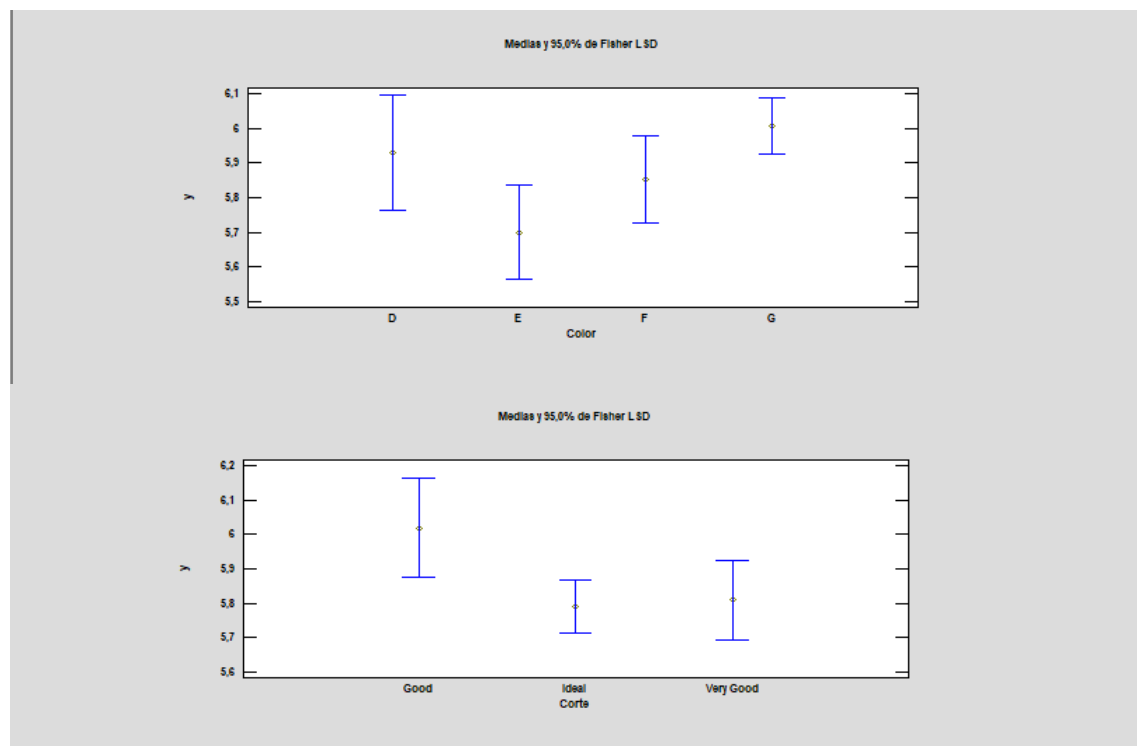 Medias y 95,0% de Fisher LSD
6,1
6
5,9
5,8
5,7
5,6
5,5
y
D E F G
Color
Medias y 95,0% de Fisher LSD
6,2
6,1
6
5,9
5,8
5,7
5,6
y
Good Ideal Very Good
Corte